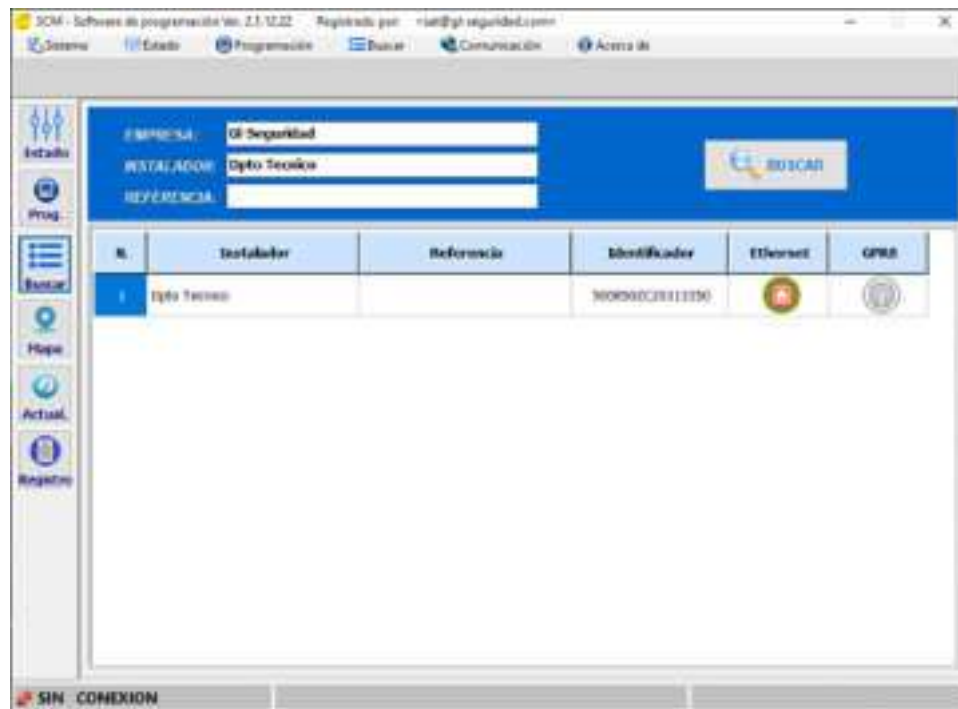 SCM - Software de programación Ver. 2.1.12.22 Registrado por:
Sistema Estado Programación Buscar Comunicación Acerca de
Estado
Prog.
Buscar
Mapa
Actual.
Registro
EMPRESA: GI Seguridad
INSTALADOR: Dpto Tecnico
REFERENCIA:
BUSCAR
N. Instalador Referencia Identificador Ethernet GPRS
1 Dpto Tecnico
SIN CONEXION